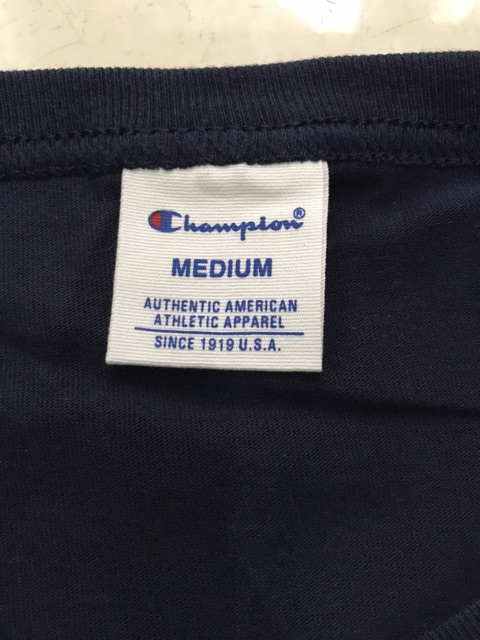 Champion®
MEDIUM
AUTHENTIC AMERICAN
ATHLETIC APPAREL
SINCE 1919 U.S.A.